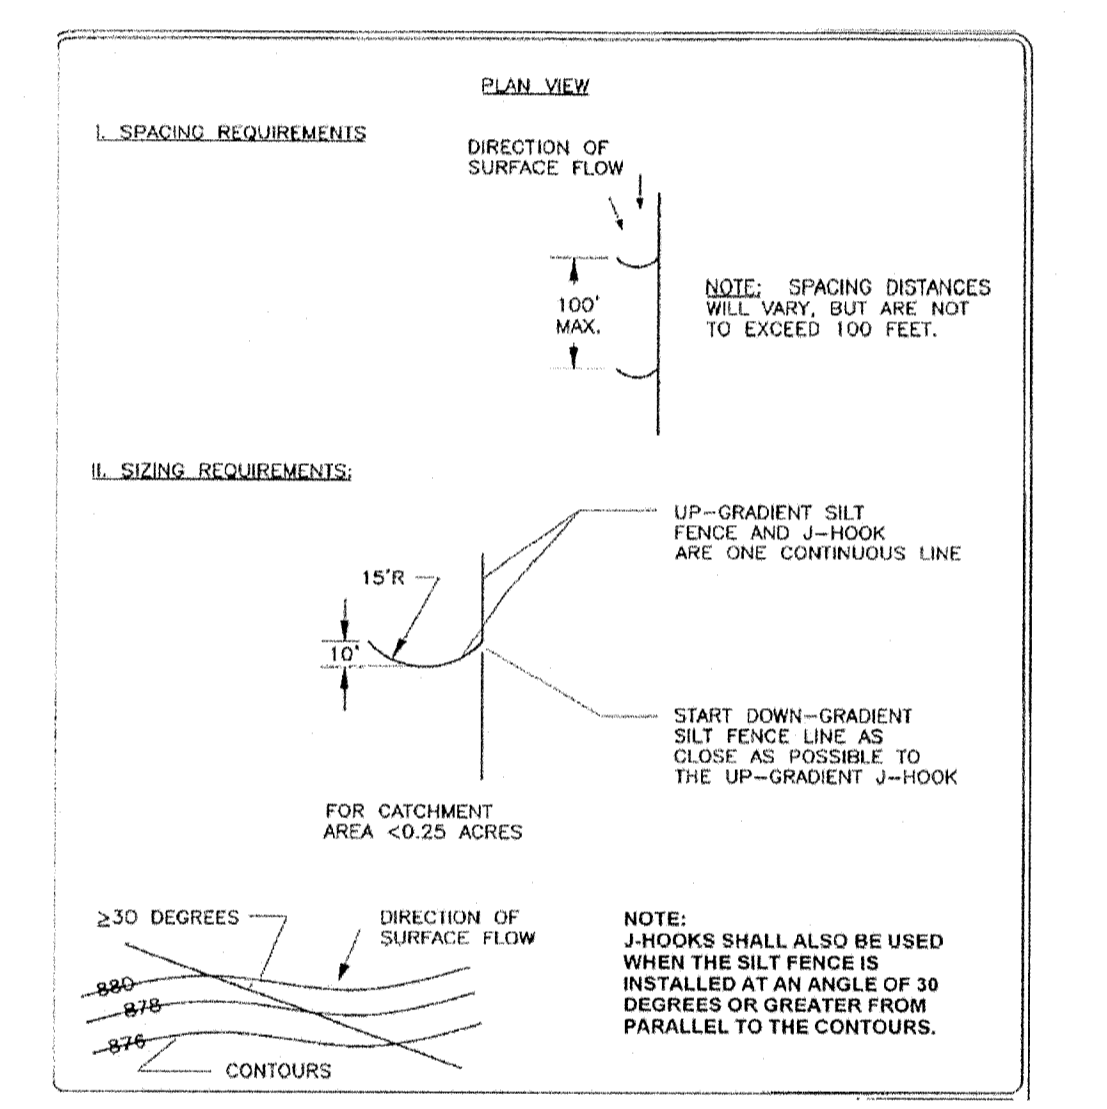 PLAN VIEW
I. SPACING REQUIREMENTS
DIRECTION OF
SURFACE FLOW
100'
MAX.
NOTE: SPACING DISTANCES
WILL VARY, BUT ARE NOT
TO EXCEED 100 FEET.
II. SIZING REQUIREMENTS:
UP-GRADIENT SILT
FENCE AND J-HOOK
ARE ONE CONTINUOUS LINE
15'R
10'
START DOWN-GRADIENT
SILT FENCE LINE AS
CLOSE AS POSSIBLE TO
THE UP-GRADIENT J-HOOK
FOR CATCHMENT
AREA <0.25 ACRES
≥30 DEGREES
DIRECTION OF
SURFACE FLOW
880
878
876
CONTOURS
NOTE:
J-HOOKS SHALL ALSO BE USED
WHEN THE SILT FENCE IS
INSTALLED AT AN ANGLE OF 30
DEGREES OR GREATER FROM
PARALLEL TO THE CONTOURS.